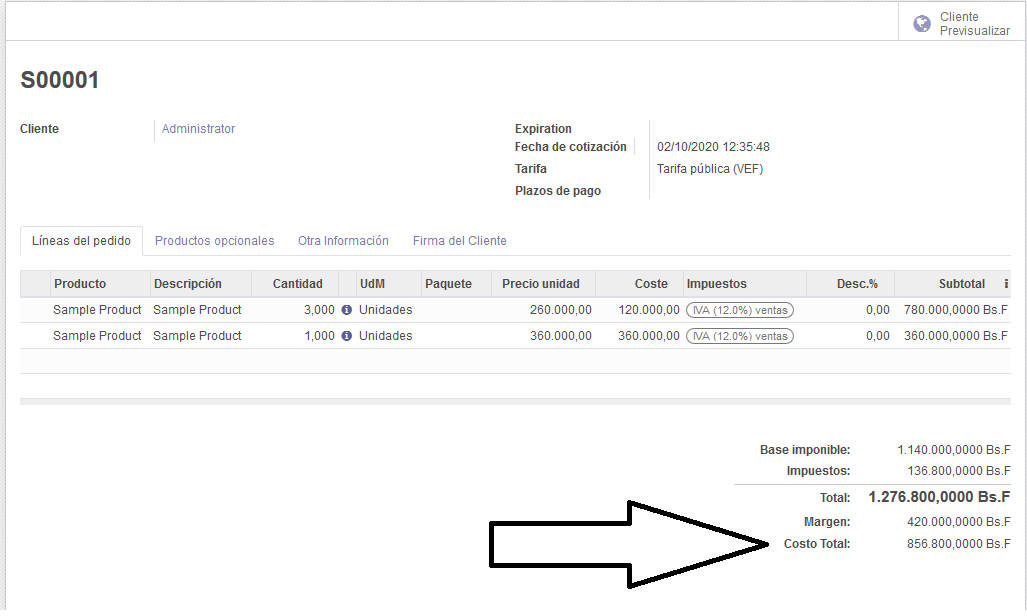 Cliente
Previsualizar
S00001
Cliente Administrator
Expiration
Fecha de cotización 02/10/2020 12:35:48
Tarifa Tarifa pública (VEF)
Plazos de pago
Líneas del pedido Productos opcionales Otra Información Firma del Cliente
Producto Descripción Cantidad UdM Paquete Precio unidad Coste Impuestos Desc.% Subtotal
Sample Product Sample Product 3,000 Unidades 260.000,00 120.000,00 IVA (12.0%) ventas 0,00 780.000,0000 Bs.F
Sample Product Sample Product 1,000 Unidades 360.000,00 360.000,00 IVA (12.0%) ventas 0,00 360.000,0000 Bs.F
Base imponible: 1.140.000,0000 Bs.F
Impuestos: 136.800,0000 Bs.F
Total: 1.276.800,0000 Bs.F
Margen: 420.000,0000 Bs.F
Costo Total: 856.800,0000 Bs.F